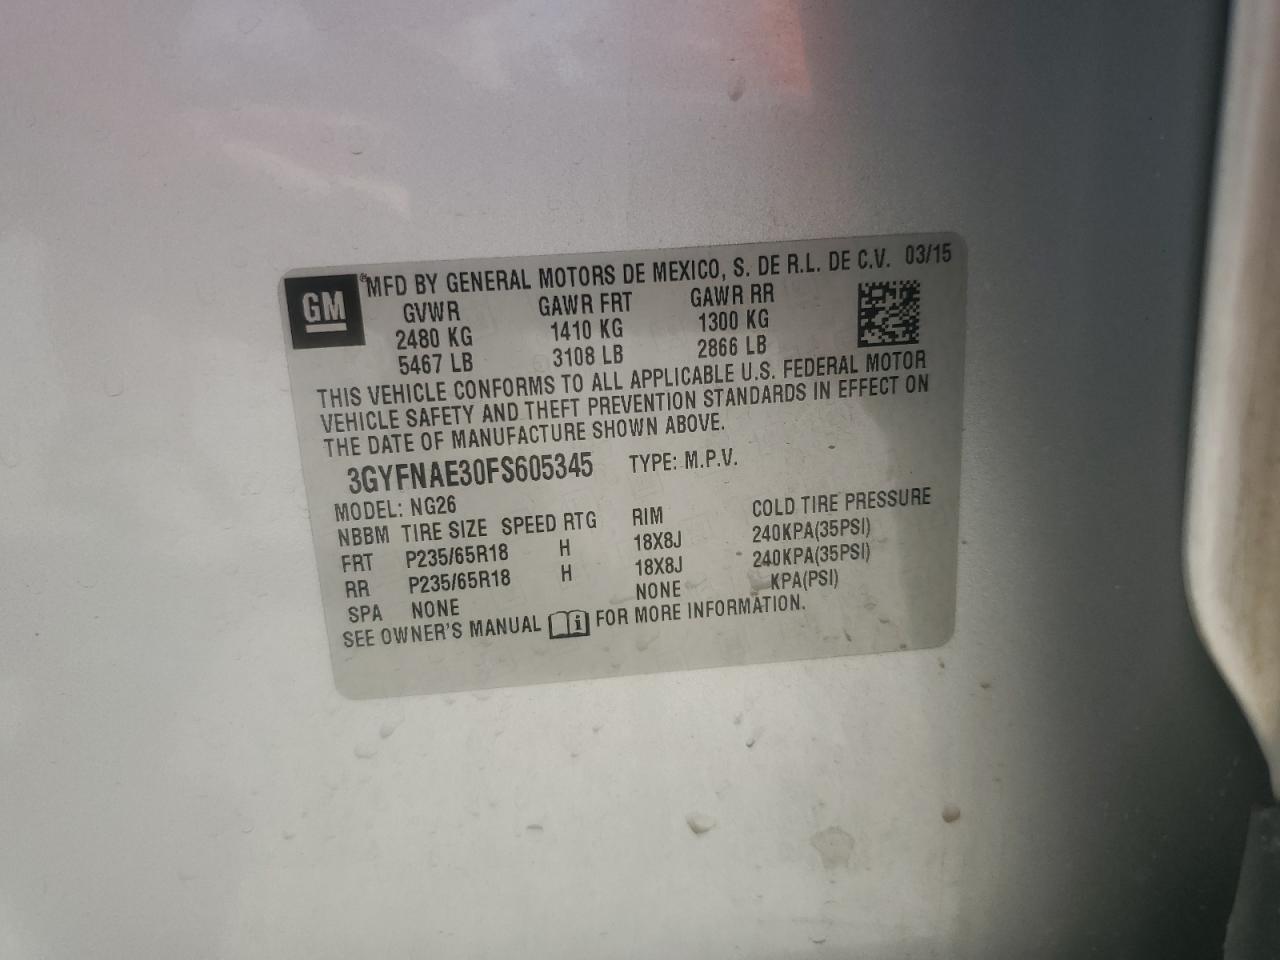 GM
®MFD BY GENERAL MOTORS DE MEXICO, S. DE R.L. DE C.V. 03/15
GVWR GAWR FRT GAWR RR
2480 KG 1410 KG 1300 KG
5467 LB 3108 LB 2866 LB
THIS VEHICLE CONFORMS TO ALL APPLICABLE U.S. FEDERAL MOTOR
VEHICLE SAFETY AND THEFT PREVENTION STANDARDS IN EFFECT ON
THE DATE OF MANUFACTURE SHOWN ABOVE.
3GYFNAE30FS605345 TYPE: M.P.V.
MODEL: NG26
NBBM TIRE SIZE SPEED RTG RIM COLD TIRE PRESSURE
FRT P235/65R18 H 18X8J 240KPA(35PSI)
RR P235/65R18 H 18X8J 240KPA(35PSI)
SPA NONE NONE KPA(PSI)
SEE OWNER'S MANUAL i FOR MORE INFORMATION.